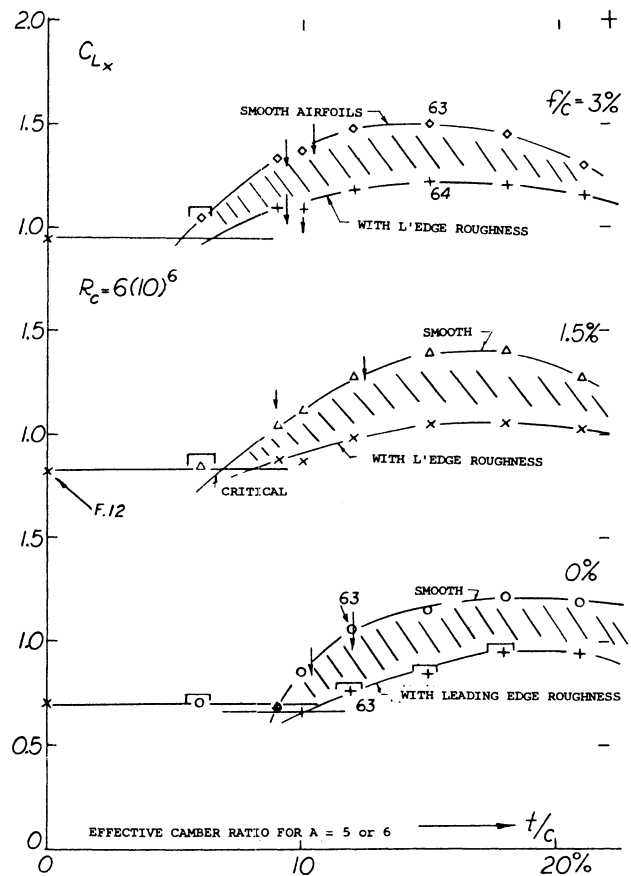 2.0
C_Lx
SMOOTH AIRFOILS
63
f/c = 3%
1.5
64
WITH L'EDGE ROUGHNESS
1.0
R_c = 6(10)^6
1.5
SMOOTH
1.5%
1.0
WITH L'EDGE ROUGHNESS
CRITICAL
F.12
1.5
0%
63
SMOOTH
1.0
WITH LEADING EDGE ROUGHNESS
63
0.5
EFFECTIVE CAMBER RATIO FOR A = 5 or 6
t/c
0
0
10
20%